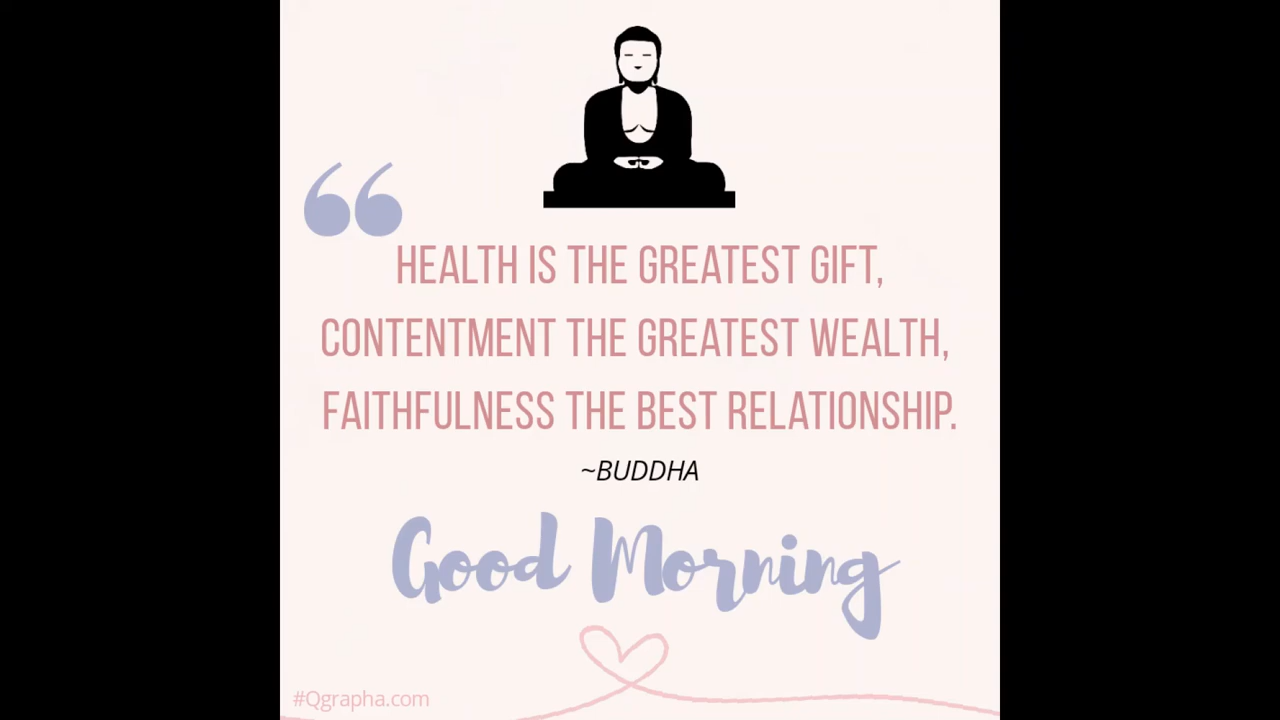 “
HEALTH IS THE GREATEST GIFT,
CONTENTMENT THE GREATEST WEALTH,
FAITHFULNESS THE BEST RELATIONSHIP.
~BUDDHA
Good Morning
#Qgrapha.com